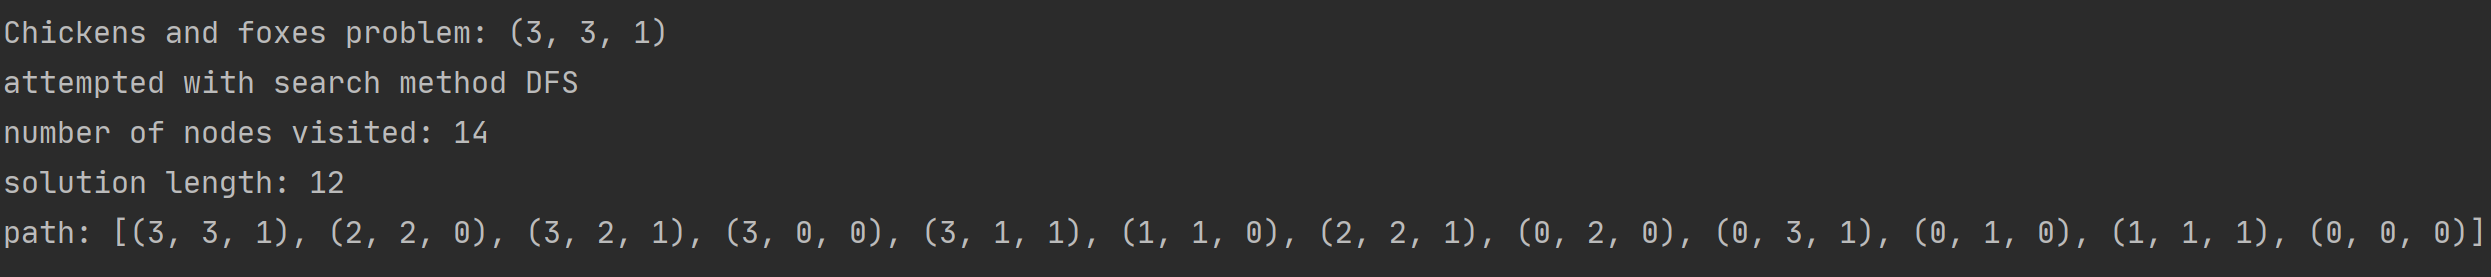 Chickens and foxes problem: (3, 3, 1)
attempted with search method DFS
number of nodes visited: 14
solution length: 12
path: [(3, 3, 1), (2, 2, 0), (3, 2, 1), (3, 0, 0), (3, 1, 1), (1, 1, 0), (2, 2, 1), (0, 2, 0), (0, 3, 1), (0, 1, 0), (1, 1, 1), (0, 0, 0)]